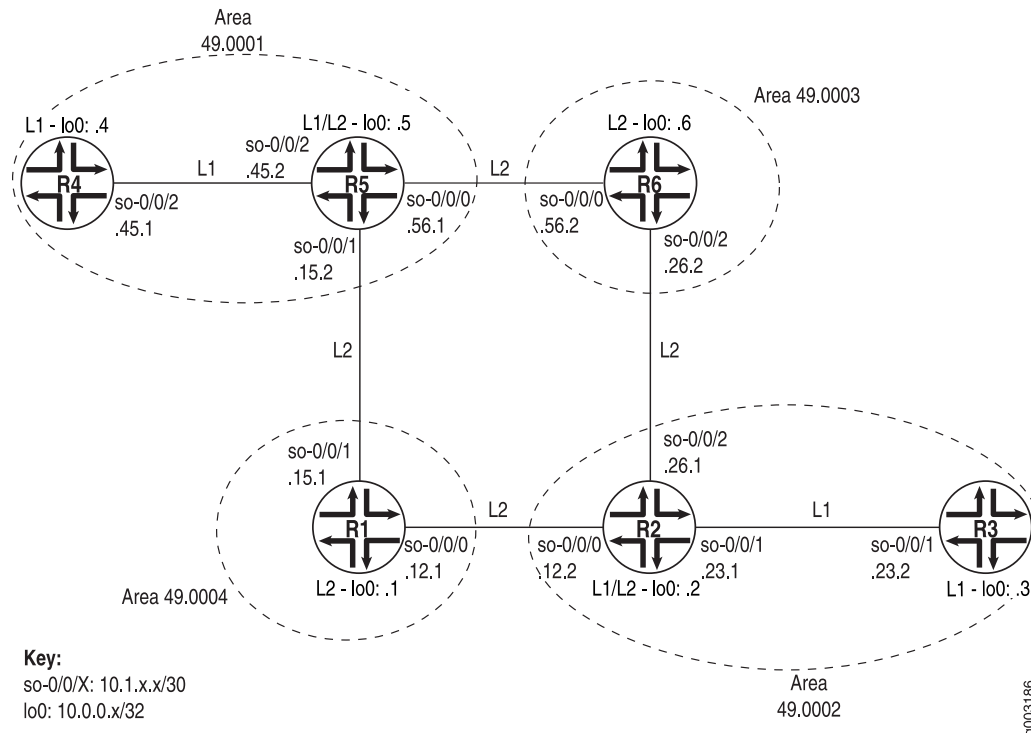 Area
49.0001
Area 49.0003
L1 - lo0: .4
L1/L2 - lo0: .5
L2 - lo0: .6
so-0/0/2
.45.2
L1
L2
R4
R5
R6
so-0/0/2
.45.1
so-0/0/0
.56.1
so-0/0/0
.56.2
so-0/0/1
.15.2
so-0/0/2
.26.2
L2
L2
so-0/0/1
.15.1
so-0/0/2
.26.1
L2
L1
R1
R2
R3
so-0/0/0
.12.1
so-0/0/0
.12.2
so-0/0/1
.23.1
so-0/0/1
.23.2
L2 - lo0: .1
L1/L2 - lo0: .2
L1 - lo0: .3
Area 49.0004
Key:
so-0/0/X: 10.1.x.x/30
lo0: 10.0.0.x/32
Area
49.0002
g003186